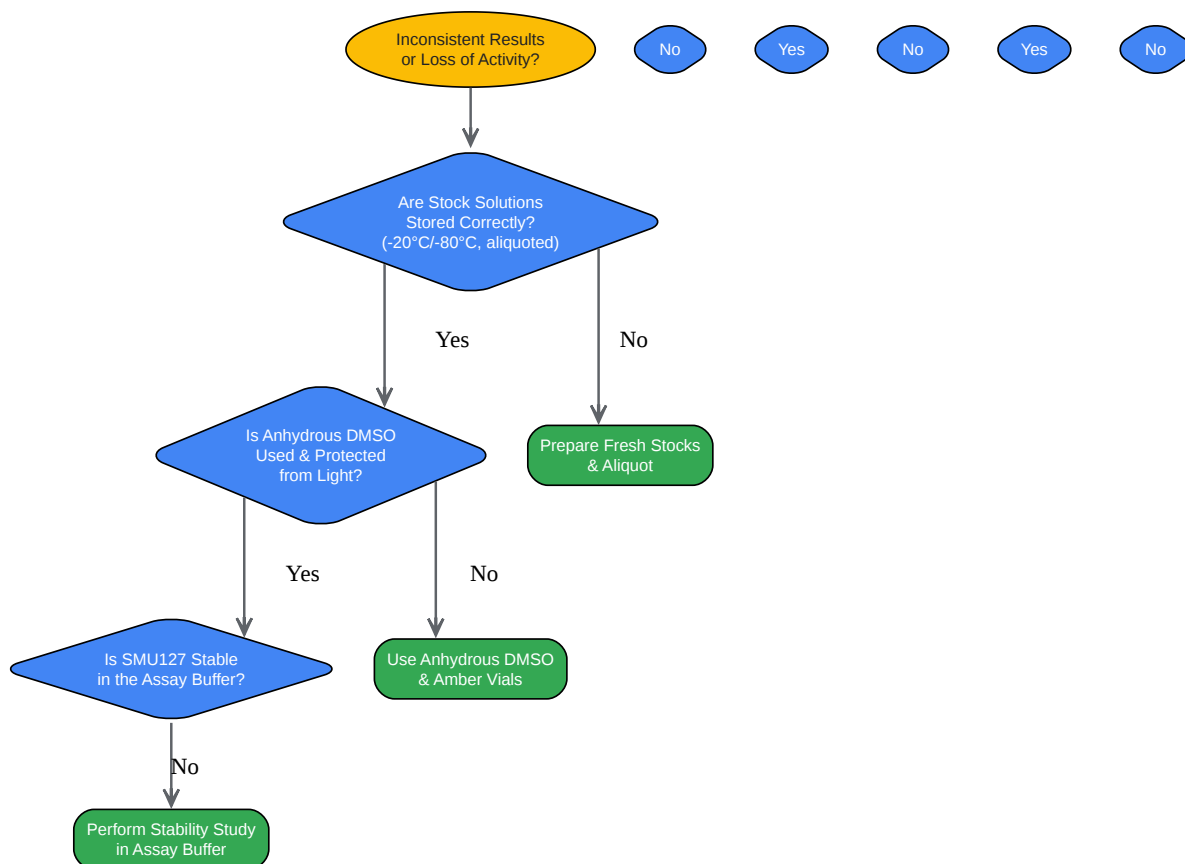 Inconsistent Results
or Loss of Activity?
No
Yes
No
Yes
No
Are Stock Solutions
Stored Correctly?
(-20°C/-80°C, aliquoted)
Yes
No
Is Anhydrous DMSO
Used & Protected
from Light?
Prepare Fresh Stocks
& Aliquot
Yes
No
Is SMU127 Stable
in the Assay Buffer?
Use Anhydrous DMSO
& Amber Vials
No
Perform Stability Study
in Assay Buffer